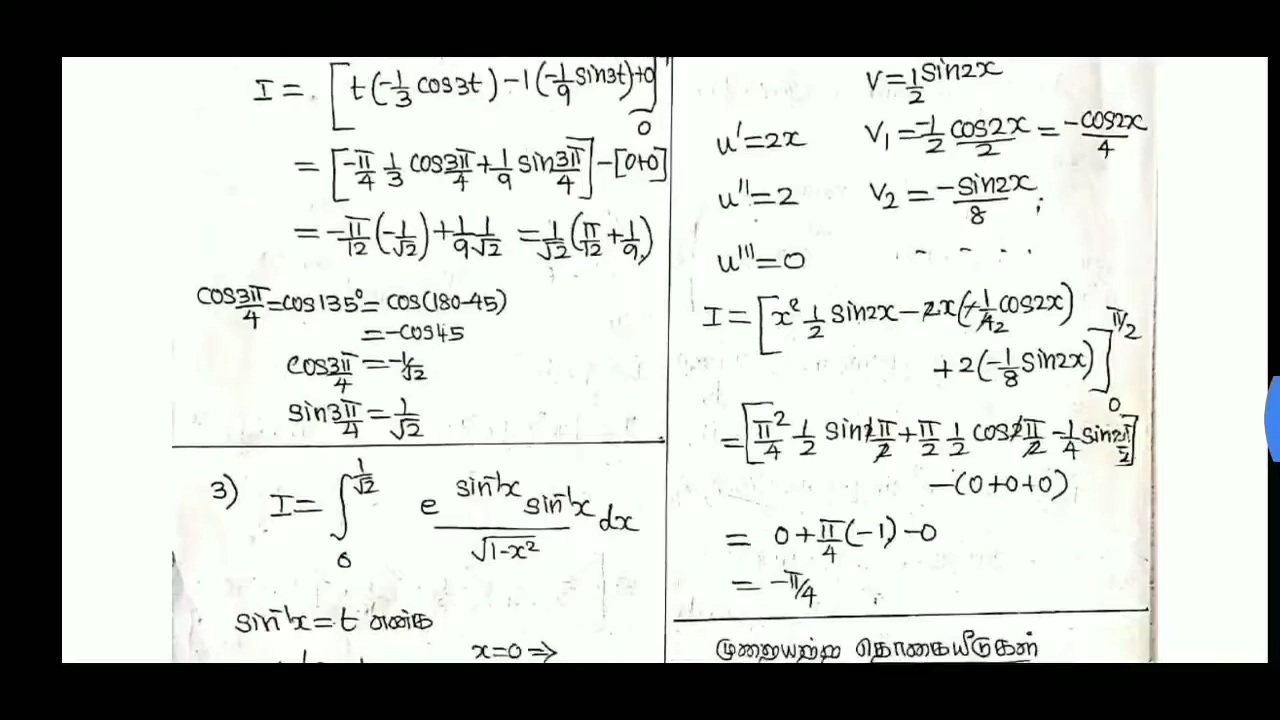 I = [t(-1/3 cos3t) - 1(-1/9 sin3t) + 0]
0
= [-π/4 1/3 cos3π/4 + 1/9 sin3π/4] - [0+0]
= -π/12 (-1/√2) + 1/9 1/√2 = 1/√2 (π/12 + 1/9)
cos3π/4 = cos135° = cos(180-45)
= -cos45
cos3π/4 = -1/√2
sin3π/4 = 1/√2
3) I = ∫₀^(1/√2) e^(sin⁻¹x) sin⁻¹x / √(1-x²) dx
sin⁻¹x = t என்க
x=0 ⇒
V = 1/2 sin2x
u' = 2x V₁ = -1/2 cos2x/2 = -cos2x/4
u'' = 2 V₂ = -sin2x/8 ;
u''' = 0 . - - . .
I = [x² 1/2 sin2x - 2x(-1/42 cos2x)
+ 2(-1/8 sin2x)]₀^(π/2)
= [π²/4 1/2 sin2π/2 + π/2 1/2 cos2π/2 - 1/4 sin2π/2]
-(0+0+0)
= 0 + π/4 (-1) - 0
= -π/4
முறையற்ற தொகையீடுகள்